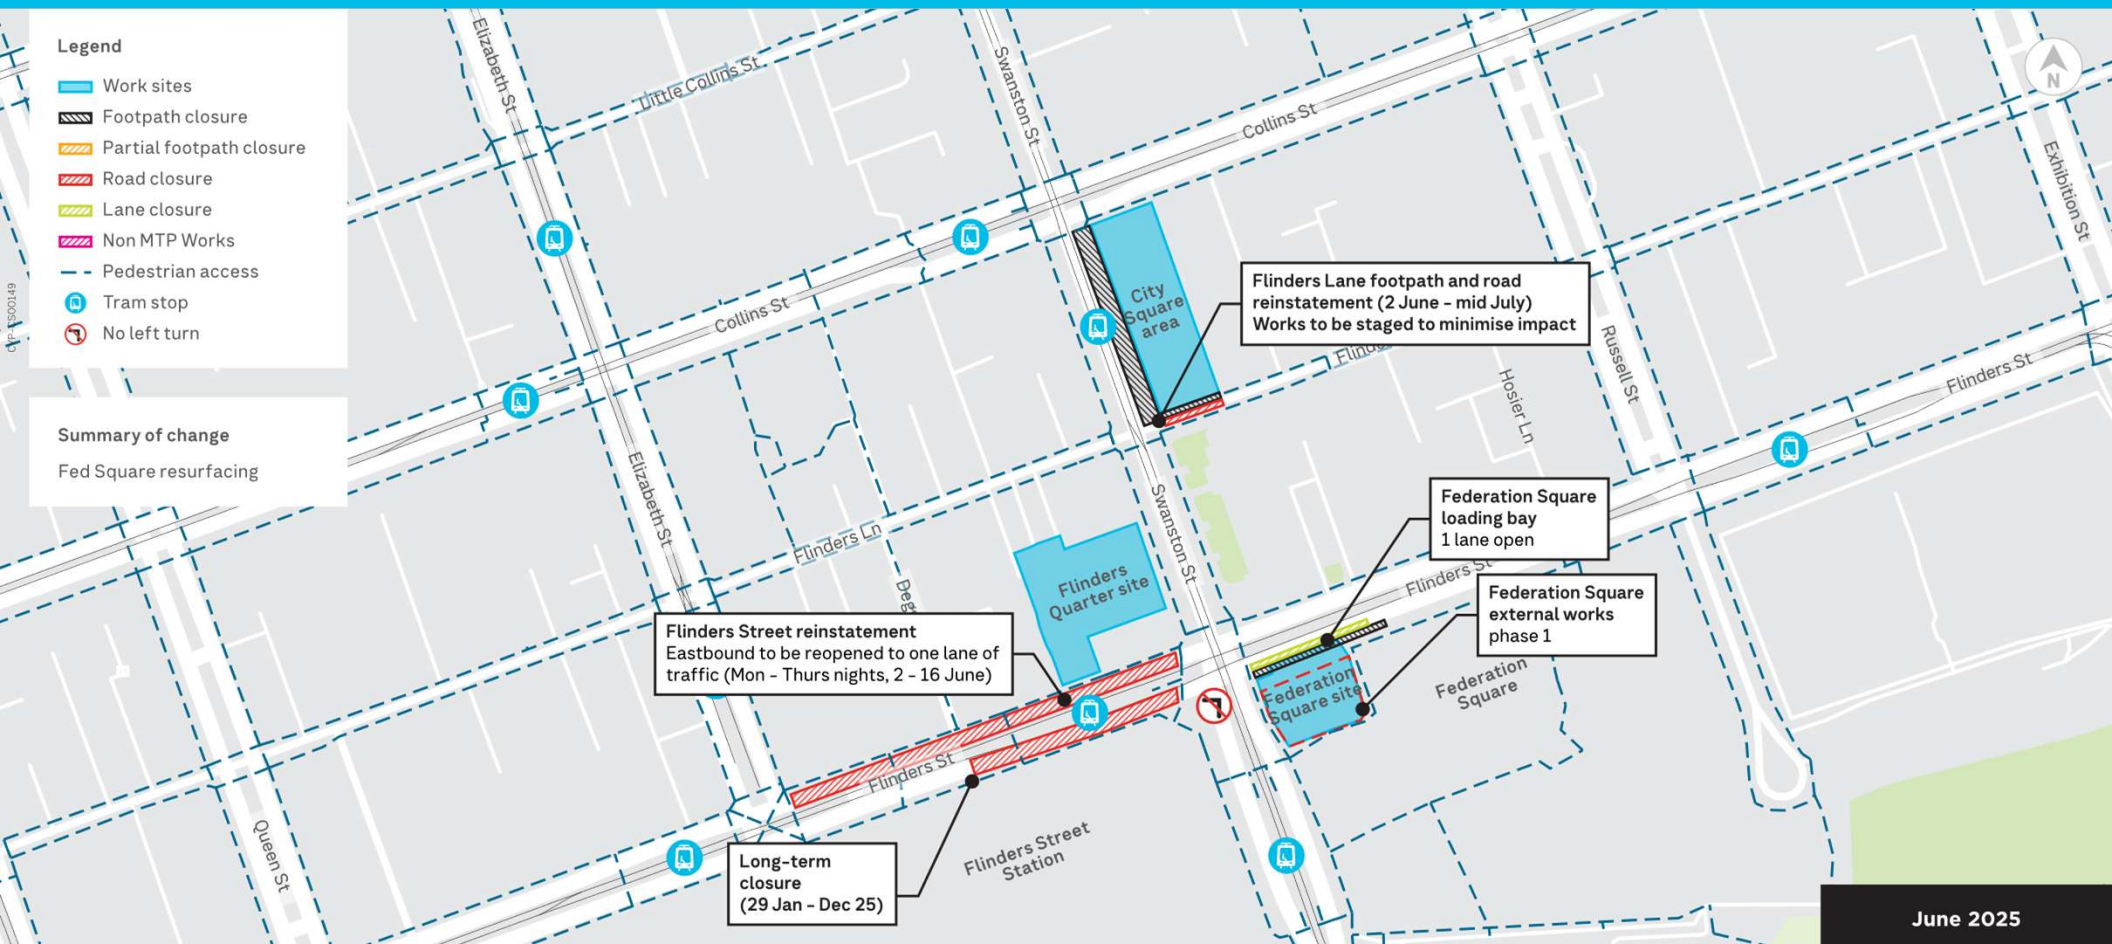 Legend
Work sites
Footpath closure
Partial footpath closure
Road closure
Lane closure
Non MTP Works
Pedestrian access
Tram stop
No left turn
Summary of change
Fed Square resurfacing
Elizabeth St
Little Collins St
Swanston St
Collins St
N
Exhibition St
City
Square
area
Flinders Lane footpath and road
reinstatement (2 June - mid July)
Works to be staged to minimise impact
Collins St
Russell St
Hosier Ln
Flinders St
Elizabeth St
Flinders Ln
Swanston St
Federation Square
loading bay
1 lane open
Flinders St
Flinders
Quarter site
Federation Square
external works
phase 1
Flinders Street reinstatement
Eastbound to be reopened to one lane of
traffic (Mon - Thurs nights, 2 - 16 June)
Federation
Square site
Federation
Square
Flinders St
Queen St
Flinders Street
Station
Long-term
closure
(29 Jan - Dec 25)
June 2025